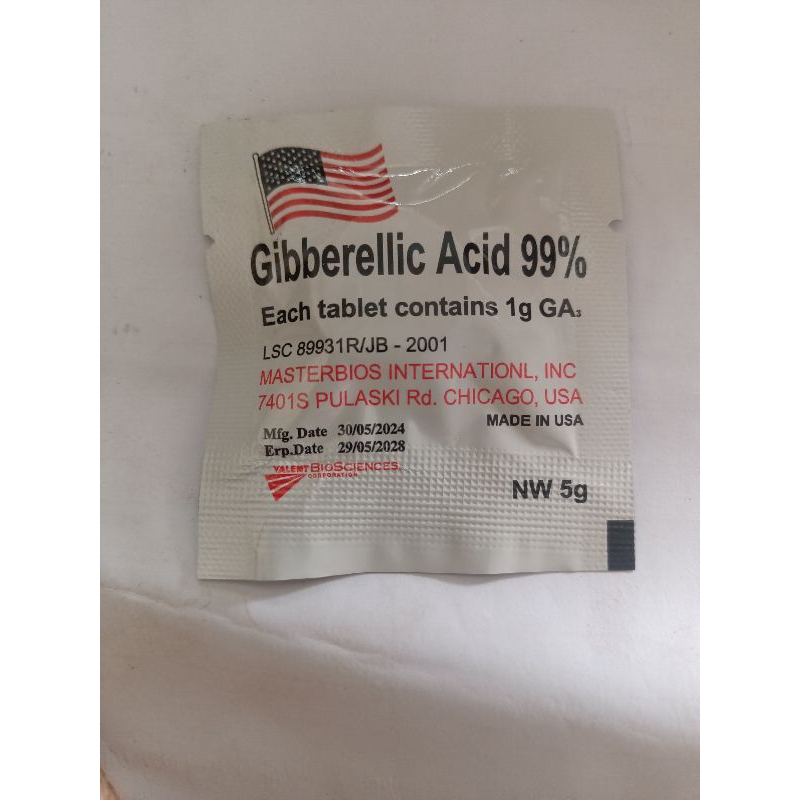 Gibberellic Acid 99%
Each tablet contains 1g GA₃
LSC 89931R/JB - 2001
MASTERBIOS INTERNATIONL, INC
7401S PULASKI Rd. CHICAGO, USA
MADE IN USA
Mfg. Date 30/05/2024
Erp.Date 29/05/2028
VALENT BIOSCIENCES.
CORPORATION
NW 5g